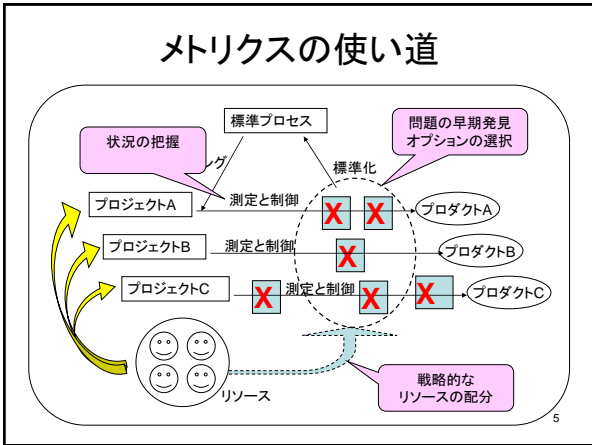 メトリクスの使い道
標準プロセス
問題の早期発見
オプションの選択
状況の把握
ング
標準化
プロジェクトA
測定と制御
X
X
プロダクトA
プロジェクトB
測定と制御
X
プロダクトB
プロジェクトC
X
測定と制御
X
X
プロダクトC
リソース
戦略的な
リソースの配分
5